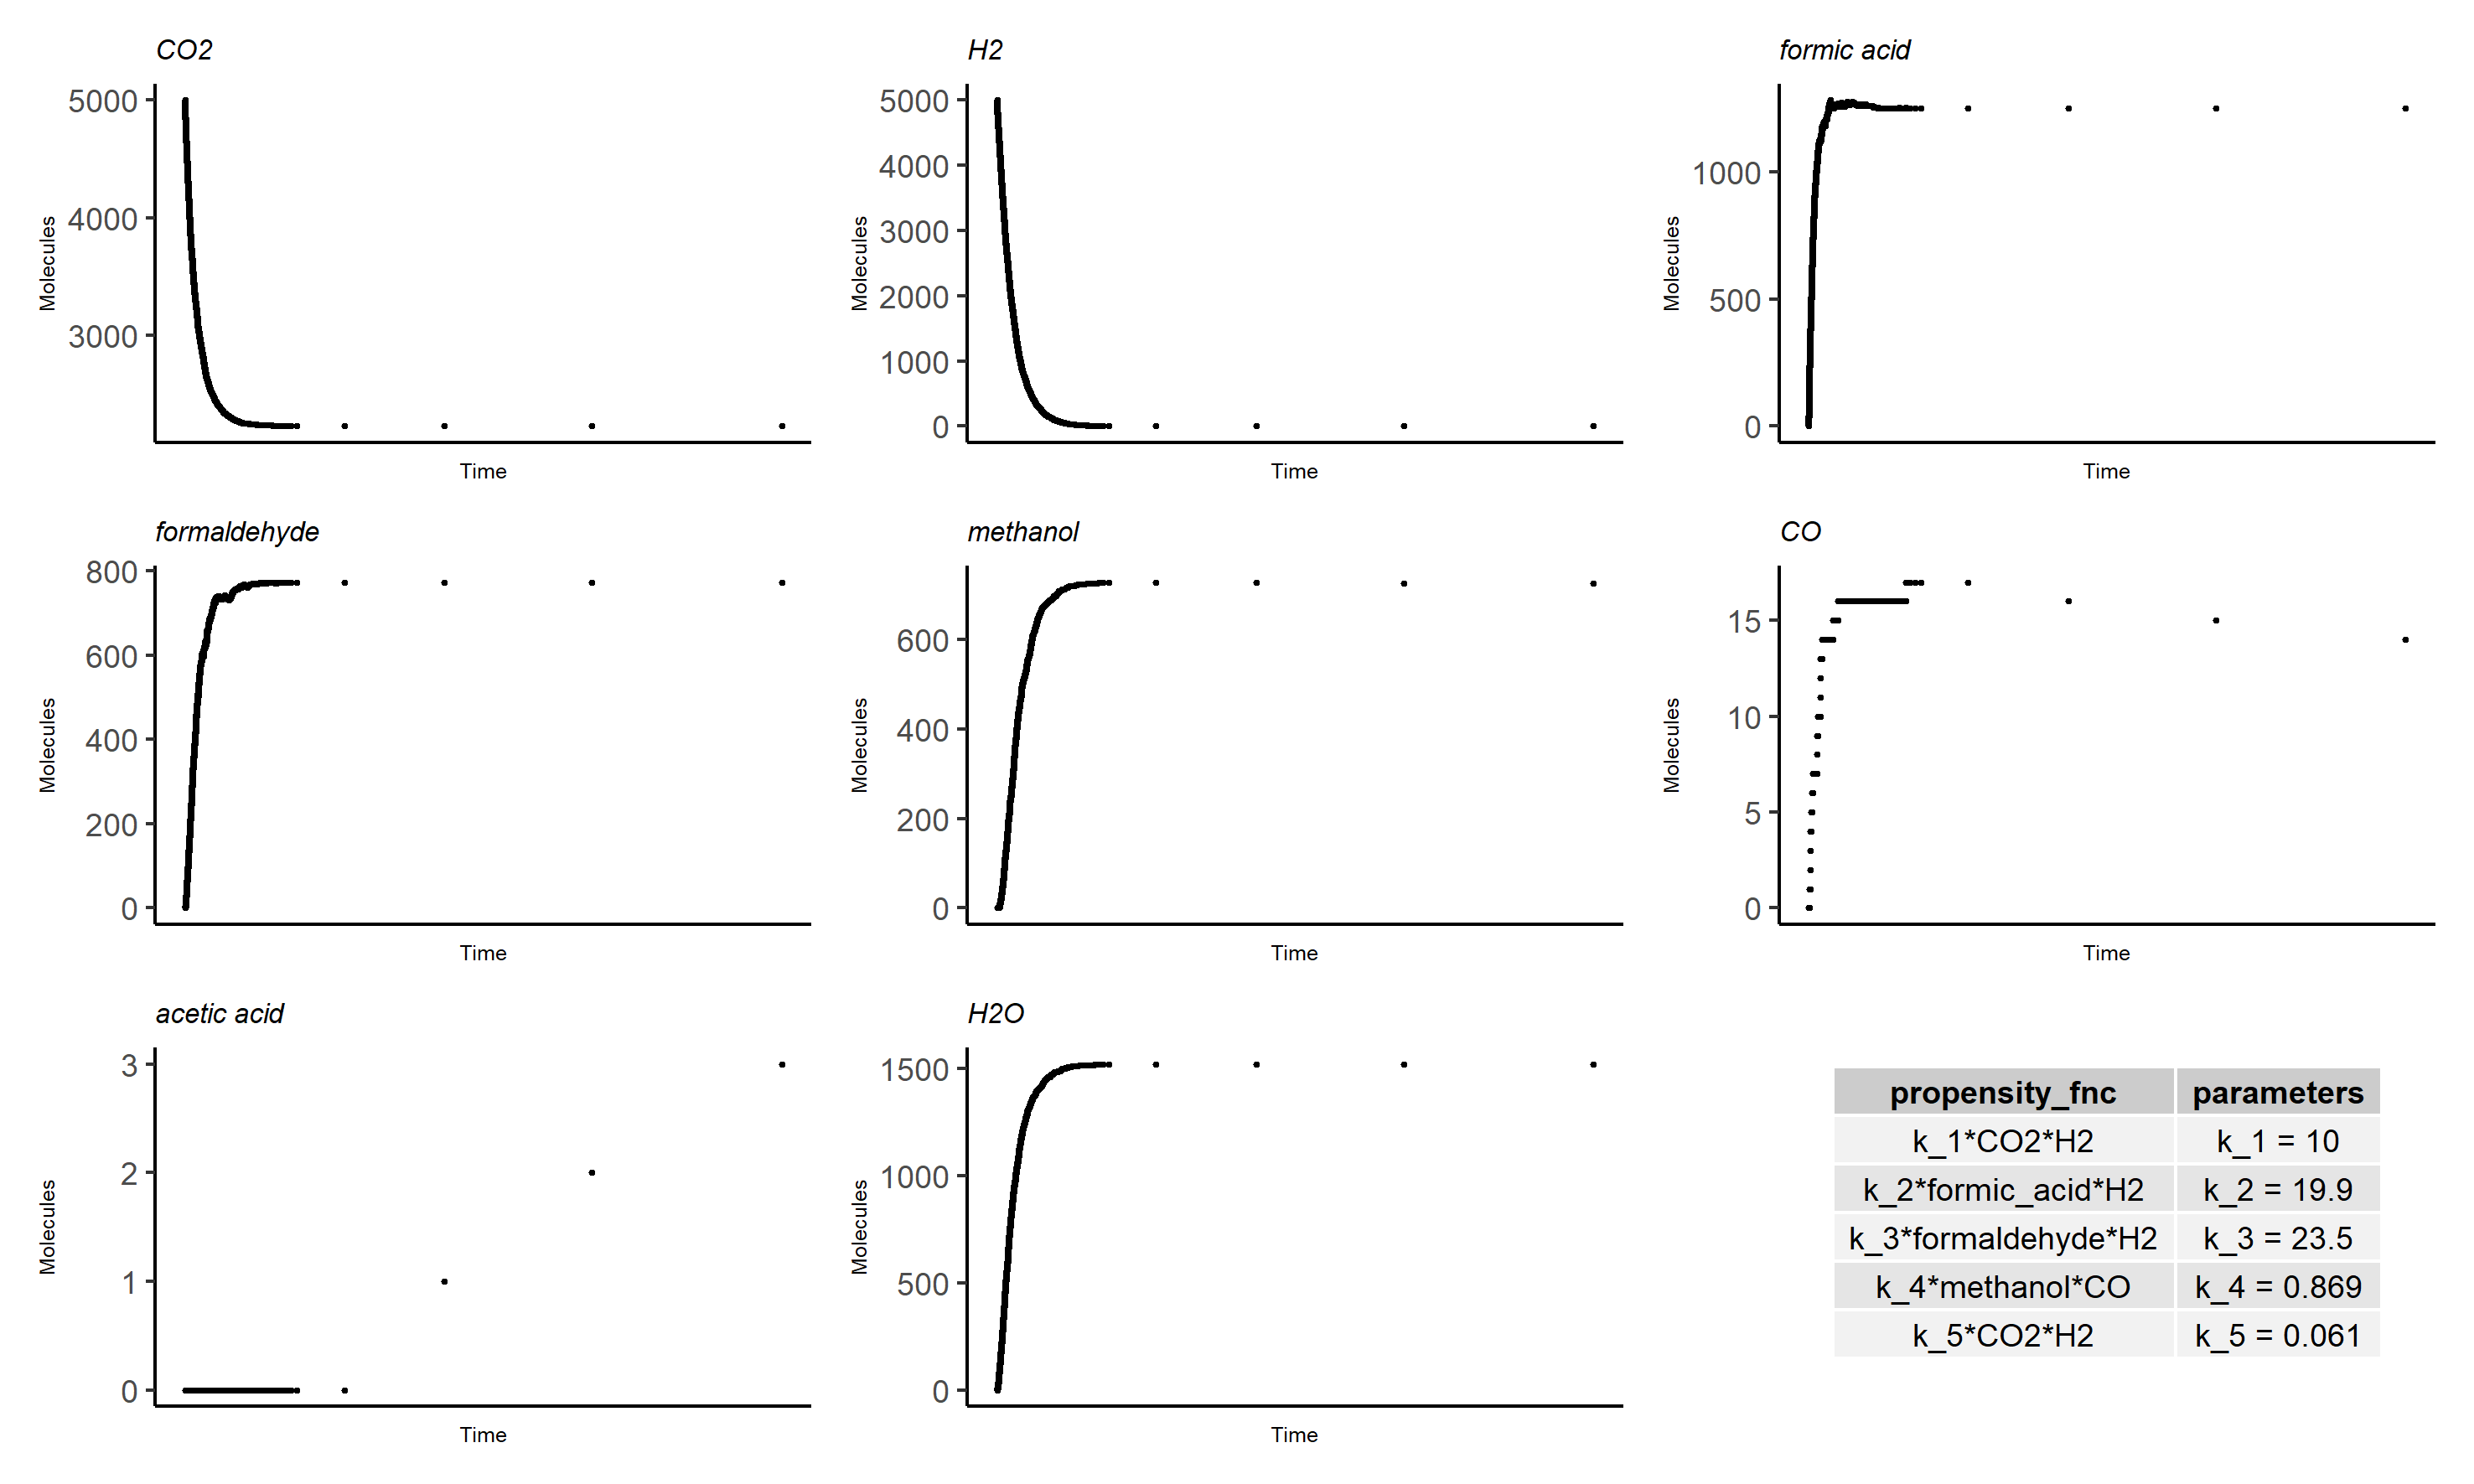 CO2
H2
formic acid
5000
4000
3000
Molecules
Time
5000
4000
3000
2000
1000
0
Molecules
Time
1000
500
0
Molecules
Time
formaldehyde
methanol
CO
800
600
400
200
0
Molecules
Time
600
400
200
0
Molecules
Time
15
10
5
0
Molecules
Time
acetic acid
H2O
3
2
1
0
Molecules
Time
1500
1000
500
0
Molecules
Time
propensity_fnc parameters
k_1*CO2*H2 k_1 = 10
k_2*formic_acid*H2 k_2 = 19.9
k_3*formaldehyde*H2 k_3 = 23.5
k_4*methanol*CO k_4 = 0.869
k_5*CO2*H2 k_5 = 0.061